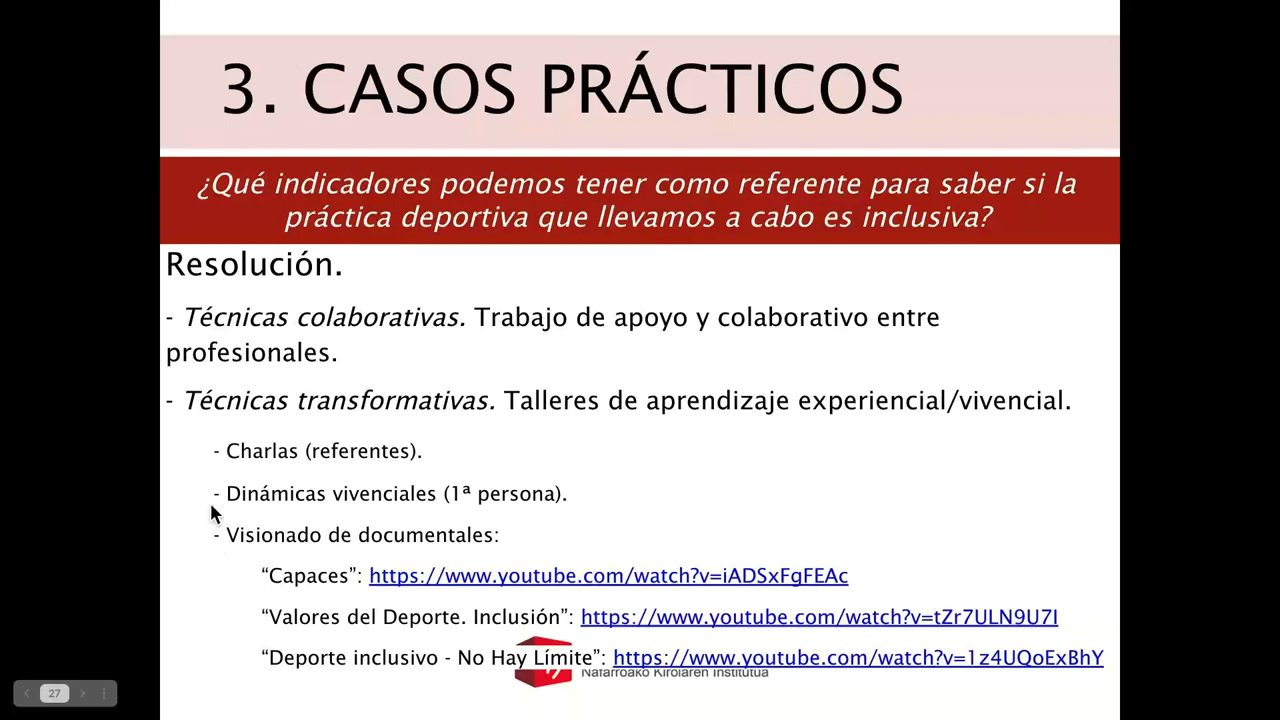 3. CASOS PRÁCTICOS
¿Qué indicadores podemos tener como referente para saber si la
práctica deportiva que llevamos a cabo es inclusiva?
Resolución.
- Técnicas colaborativas. Trabajo de apoyo y colaborativo entre
profesionales.
- Técnicas transformativas. Talleres de aprendizaje experiencial/vivencial.
- Charlas (referentes).
- Dinámicas vivenciales (1ª persona).
- Visionado de documentales:
“Capaces”: https://www.youtube.com/watch?v=iADSxFgFEAc
“Valores del Deporte. Inclusión”: https://www.youtube.com/watch?v=tZr7ULN9U7I
“Deporte inclusivo - No Hay Límite”: https://www.youtube.com/watch?v=1z4UQoExBhY
Nafarroako Kirolaren Institutua
27